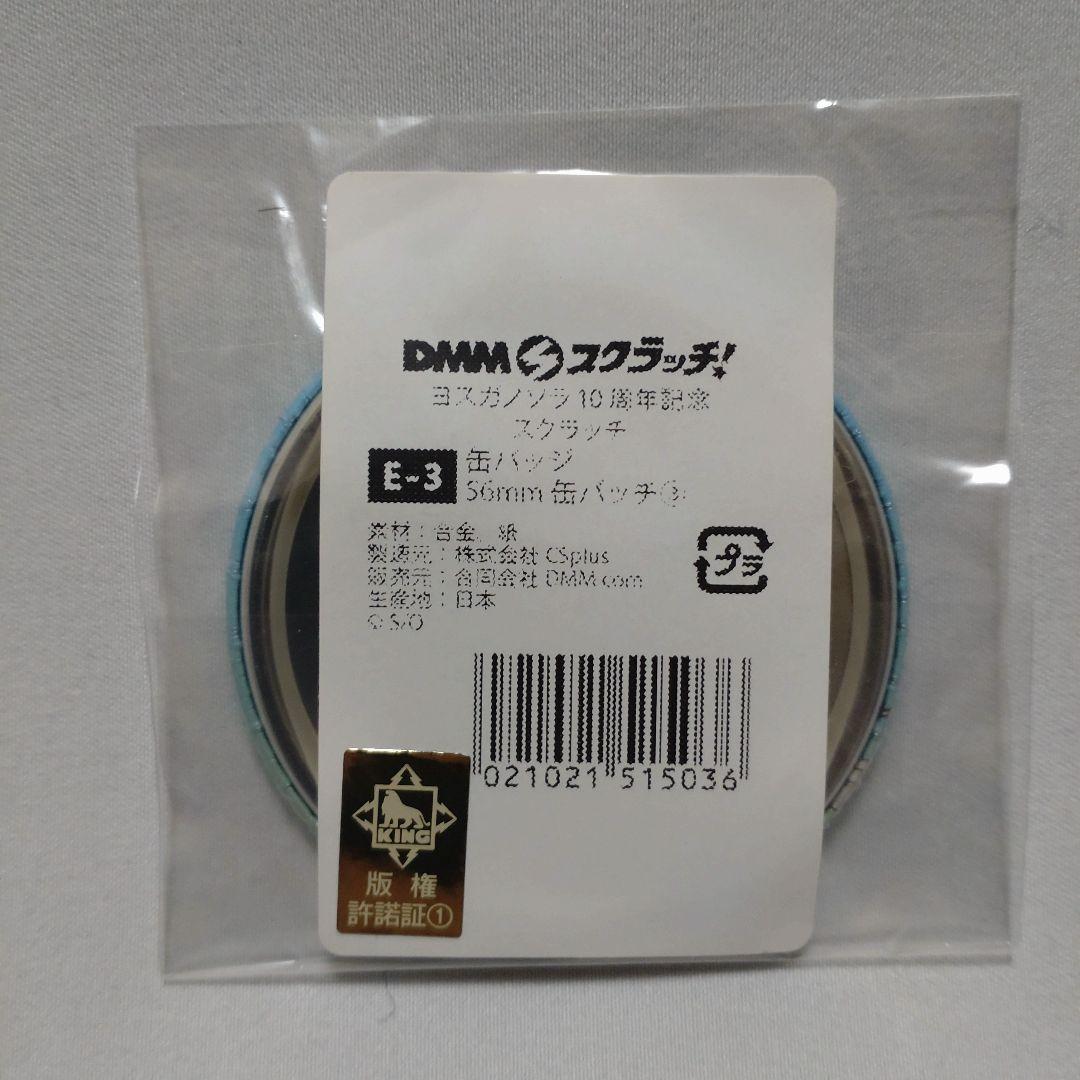 DMMスクラッチ!
ヨスガノソラ10周年記念
スクラッチ
E-3
缶バッジ
56mm 缶バッチ③
素材：合金、紙
製造元：株式会社 CSplus
販売元：合同会社 DMM.com
生産地：日本
© S/O
プラ
021021 515036
KING
版権
許諾証①